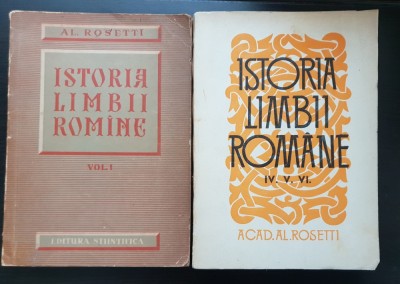 AL. ROSETTI
ISTORIA
LIMBII
ROMÎNE
VOL. I
EDITURA ȘTIINȚIFICĂ
ISTORIA
LIMBII
ROMÂNE
IV. V. VI.
ACAD. AL. ROSETTI